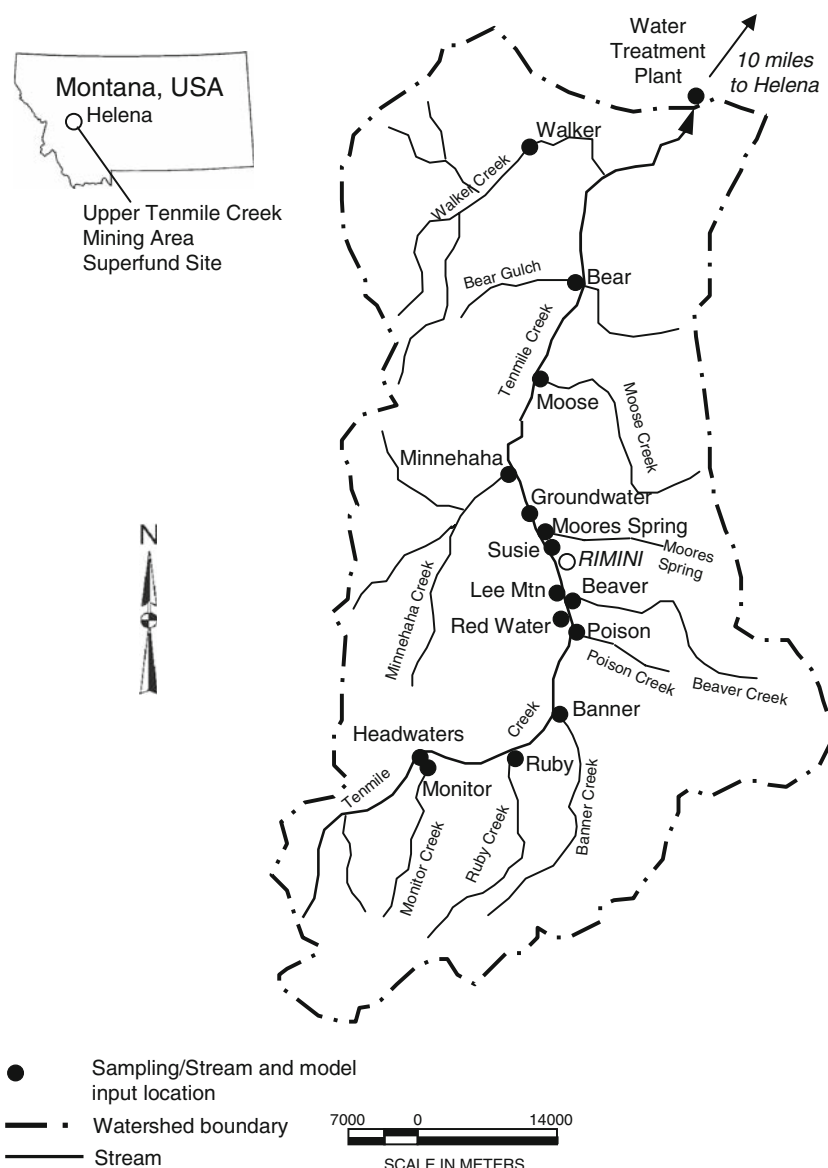 Montana, USA
Helena
Upper Tenmile Creek
Mining Area
Superfund Site
Water
Treatment
Plant
10 miles
to Helena
Walker
Walker Creek
Bear Gulch
Bear
Tenmile Creek
Moose
Moose Creek
Minnehaha
Groundwater
Moores Spring
Moores
Spring
Susie
RIMINI
Lee Mtn
Beaver
Red Water
Poison
Minnehaha Creek
Poison Creek
Beaver Creek
N
Banner
Headwaters
Creek
Ruby
Tenmile
Monitor
Monitor Creek
Ruby Creek
Banner Creek
Sampling/Stream and model
input location
Watershed boundary
Stream
7000 0 14000
SCALE IN METERS